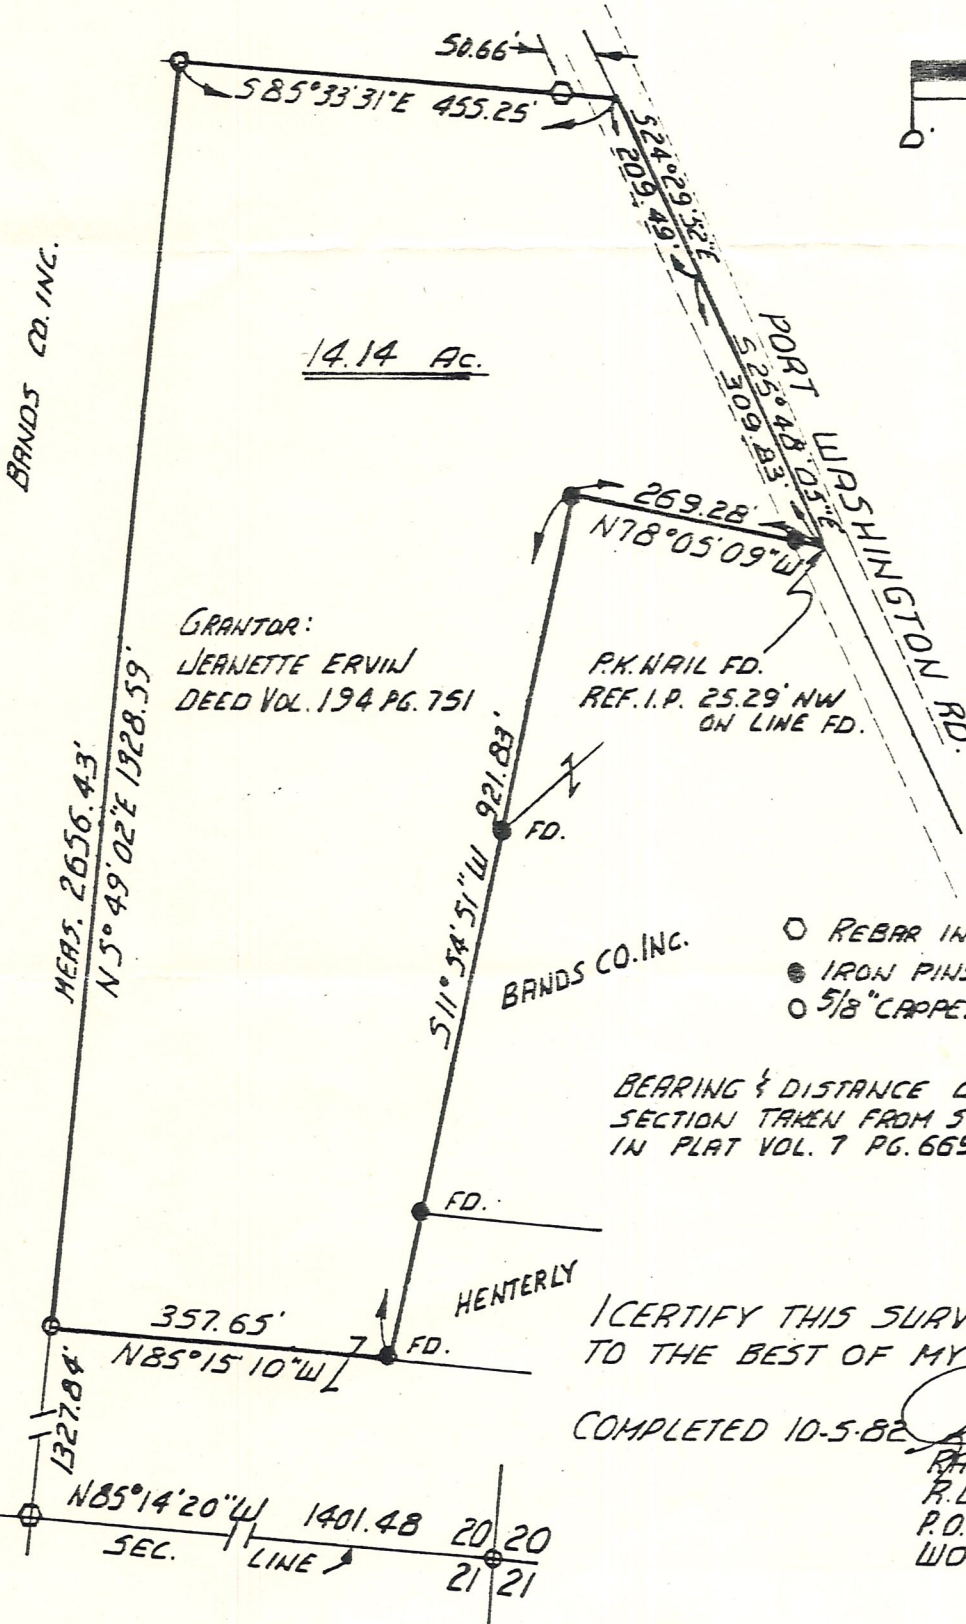 50.66'
S85°33'31"E 455.25'
D.
S24°29'52"E
209.49'
BANDS CO. INC.
14.14 Ac.
PORT WASHINGTON RD.
S25°48'05"E
309.83'
269.28'
N78°05'09"W
GRANTOR:
JEANETTE ERVIN
DEED VOL. 194 PG. 751
P.K. NAIL FD.
REF. I.P. 25.29' NW
ON LINE FD.
MEAS. 2656.43'
N5°49'02"E 1328.59'
S11°54'51"W 921.83'
FD.
BANDS CO. INC.
REBAR IN
IRON PINS
5/8" CAPPE
BEARING &
DISTANCE
SECTION TAKEN FROM S
IN PLAT VOL. 7 PG. 669
FD.
HENTERLY
357.65'
N85°15'10"W
FD.
I CERTIFY THIS SURV
TO THE BEST OF MY
COMPLETED 10-5-82
R.L
P.O.
WO
1327.84'
N85°14'20"W 1401.48
SEC. LINE
20 20
21 21